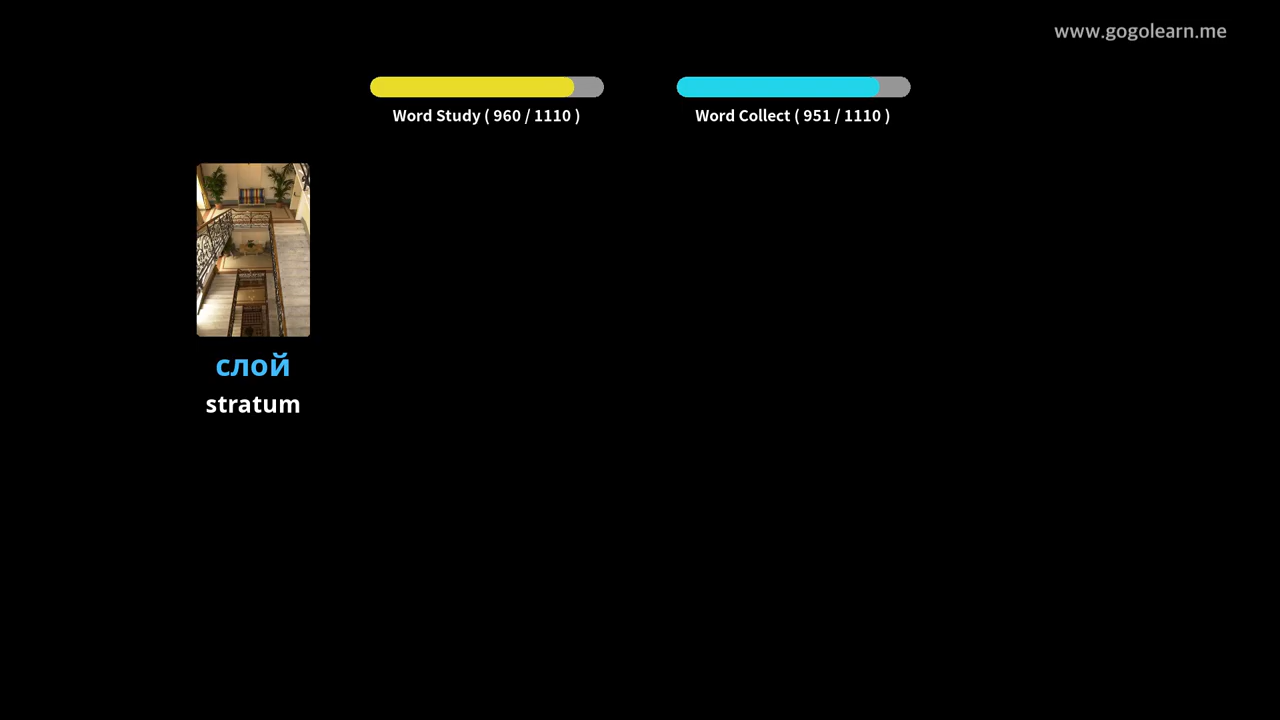 www.gogolearn.me
Word Study ( 960 / 1110 )
Word Collect ( 951 / 1110 )
слой
stratum